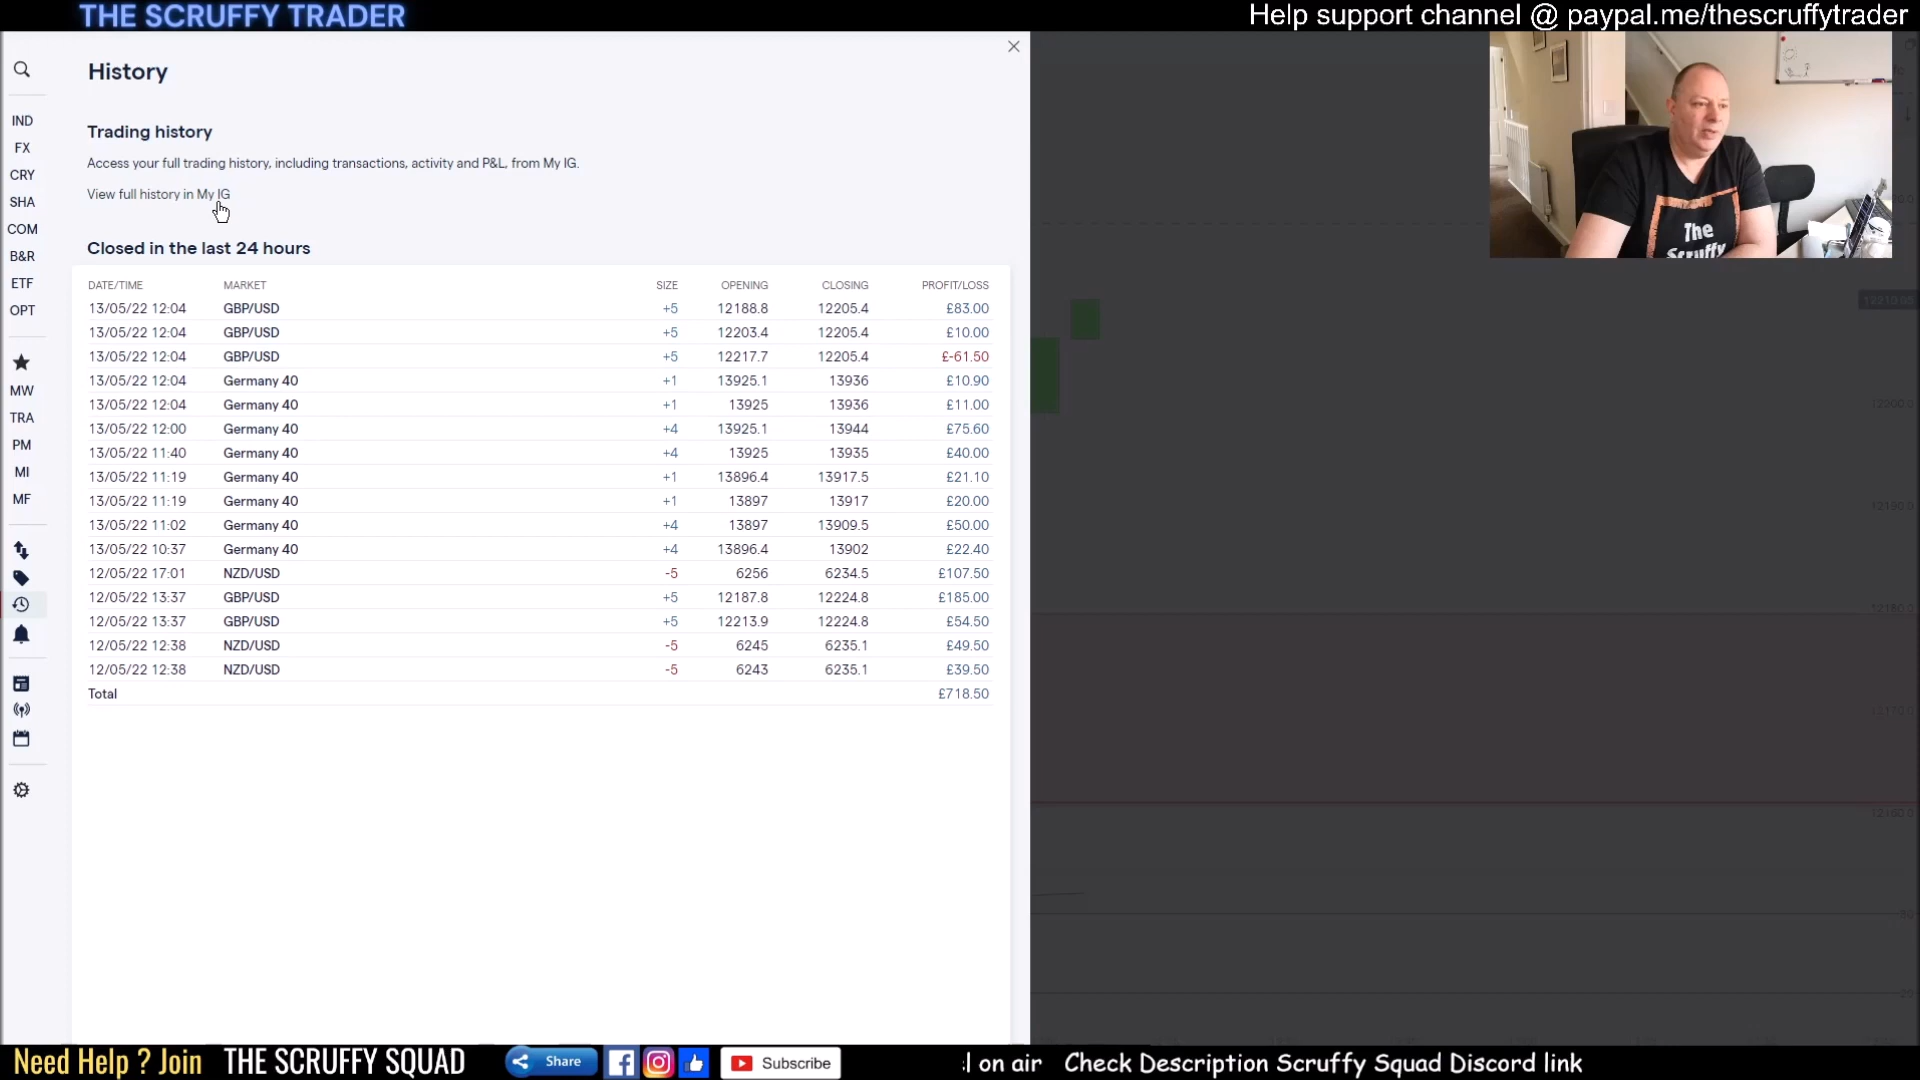 THE SCRUFFY TRADER
Help support channel @ paypal.me/thescruffytrader
History
Trading history
Access your full trading history, including transactions, activity and P&L, from My IG.
View full history in My IG
Closed in the last 24 hours
DATE/TIME MARKET SIZE OPENING CLOSING PROFIT/LOSS
13/05/22 12:04 GBP/USD +5 12188.8 12205.4 £83.00
13/05/22 12:04 GBP/USD +5 12203.4 12205.4 £10.00
13/05/22 12:04 GBP/USD +5 12217.7 12205.4 £-61.50
13/05/22 12:04 Germany 40 +1 13925.1 13936 £10.90
13/05/22 12:04 Germany 40 +1 13925 13936 £11.00
13/05/22 12:00 Germany 40 +4 13925.1 13944 £75.60
13/05/22 11:40 Germany 40 +4 13925 13935 £40.00
13/05/22 11:19 Germany 40 +1 13896.4 13917.5 £21.10
13/05/22 11:19 Germany 40 +1 13897 13917 £20.00
13/05/22 11:02 Germany 40 +4 13897 13909.5 £50.00
13/05/22 10:37 Germany 40 +4 13896.4 13902 £22.40
12/05/22 17:01 NZD/USD -5 6256 6234.5 £107.50
12/05/22 13:37 GBP/USD +5 12187.8 12224.8 £185.00
12/05/22 13:37 GBP/USD +5 12213.9 12224.8 £54.50
12/05/22 12:38 NZD/USD -5 6245 6235.1 £49.50
12/05/22 12:38 NZD/USD -5 6243 6235.1 £39.50
Total £718.50
IND
FX
CRY
SHA
COM
B&R
ETF
OPT
MW
TRA
PM
MI
MF
The
Scruffy
Need Help ? Join THE SCRUFFY SQUAD
Share
Subscribe
l on air Check Description Scruffy Squad Discord link